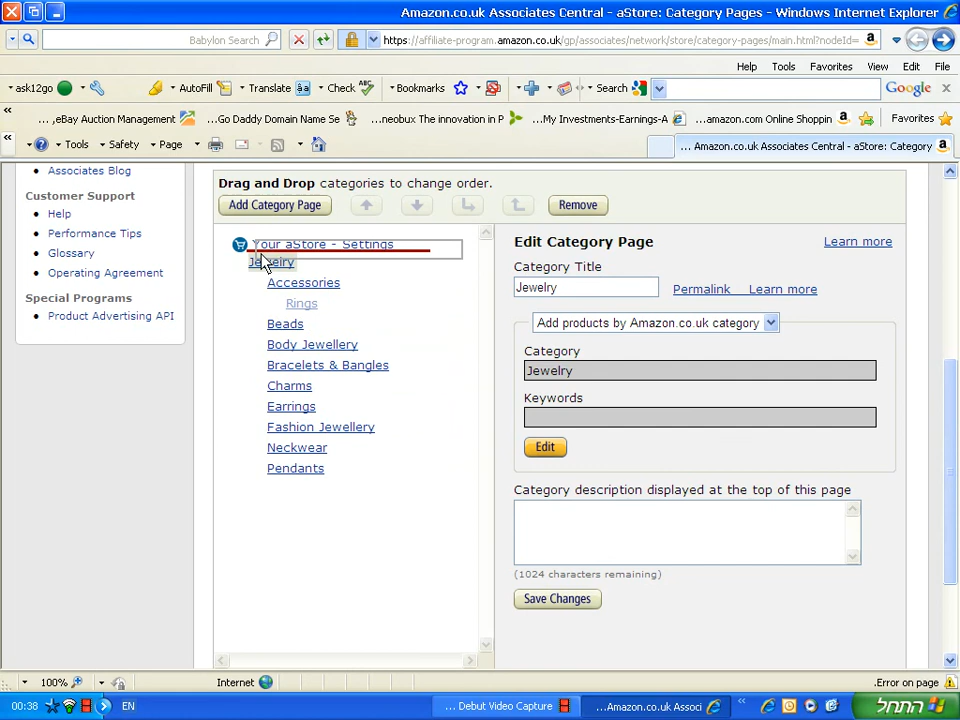 Amazon.co.uk Associates Central - aStore: Category Pages - Windows Internet Explorer
Babylon Search
https://affiliate-program.amazon.co.uk/gp/associates/network/store/category-pages/main.html?nodeId=
Help Tools Favorites View Edit File
ask12go AutoFill Translate Check Bookmarks Search Google
...eBay Auction Management ...Go Daddy Domain Name Se ...neobux The innovation in P ...My Investments-Earnings-A ...amazon.com Online Shoppin Favorites
Tools Safety Page ...Amazon.co.uk Associates Central - aStore: Category
Associates Blog
Customer Support
Help
Performance Tips
Glossary
Operating Agreement
Special Programs
Product Advertising API
Drag and Drop categories to change order.
Add Category Page Remove
Your aStore - Settings
Jewelry
Accessories
Rings
Beads
Body Jewellery
Bracelets & Bangles
Charms
Earrings
Fashion Jewellery
Neckwear
Pendants
Edit Category Page Learn more
Category Title
Jewelry Permalink Learn more
Add products by Amazon.co.uk category
Category
Jewelry
Keywords
Edit
Category description displayed at the top of this page
(1024 characters remaining)
Save Changes
100% Internet .Error on page
00:38 EN ... Debut Video Capture ...Amazon.co.uk Associ התחל